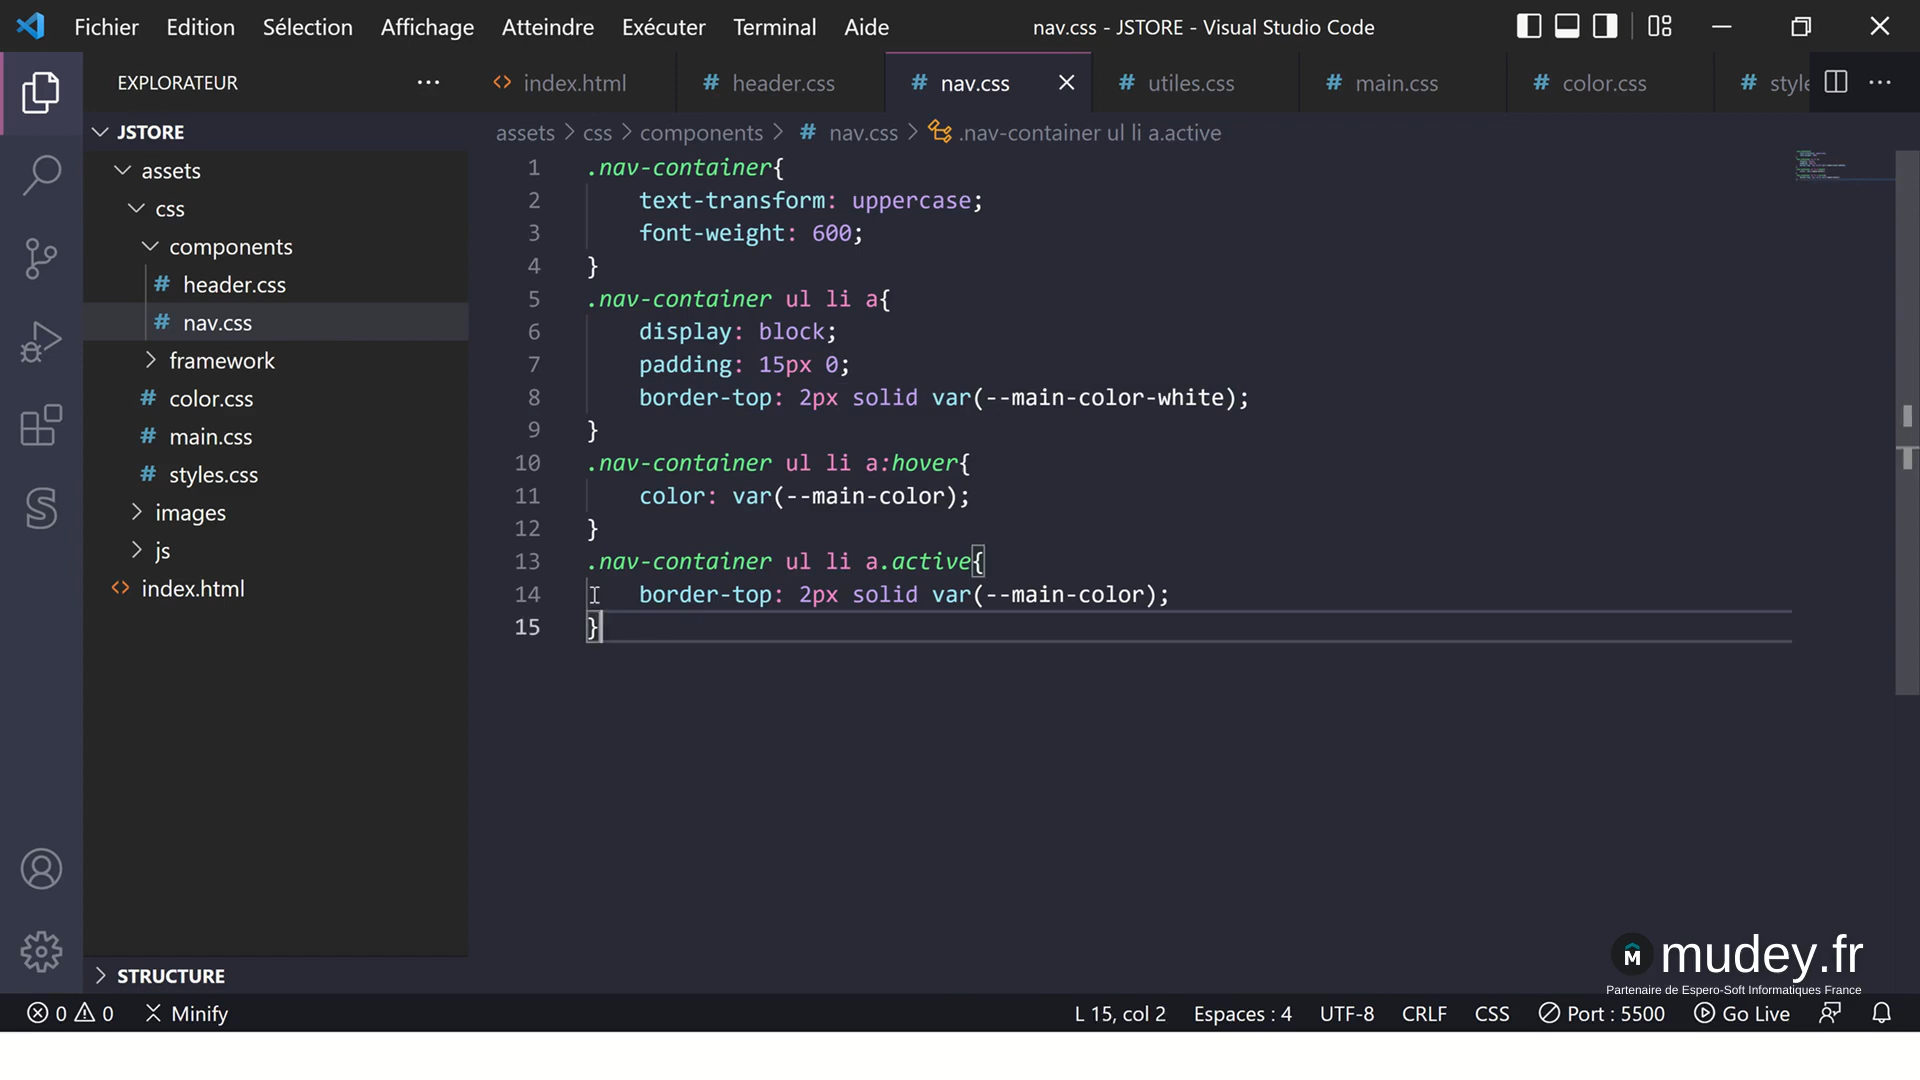 Fichier Edition Sélection Affichage Atteindre Exécuter Terminal Aide nav.css - JSTORE - Visual Studio Code
EXPLORATEUR
JSTORE
assets
css
components
# header.css
# nav.css
framework
# color.css
# main.css
# styles.css
images
js
<> index.html
STRUCTURE
<> index.html # header.css # nav.css # utiles.css # main.css # color.css # style
assets > css > components > # nav.css > .nav-container ul li a.active
1 .nav-container{
2     text-transform: uppercase;
3     font-weight: 600;
4 }
5 .nav-container ul li a{
6     display: block;
7     padding: 15px 0;
8     border-top: 2px solid var(--main-color-white);
9 }
10 .nav-container ul li a:hover{
11     color: var(--main-color);
12 }
13 .nav-container ul li a.active{
14     border-top: 2px solid var(--main-color);
15 }
M mudey.fr
Partenaire de Espero-Soft Informatiques France
0 0 Minify L 15, col 2 Espaces : 4 UTF-8 CRLF CSS Port : 5500 Go Live